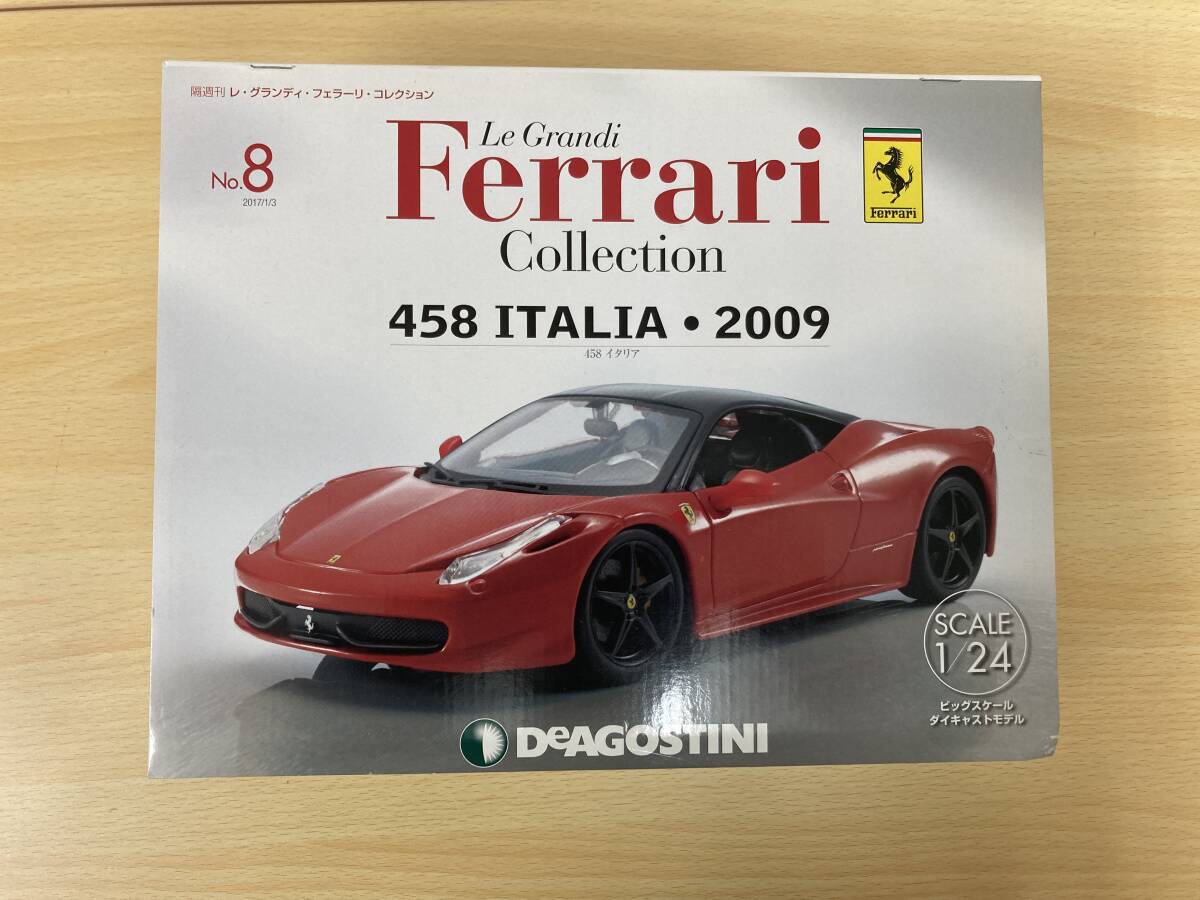 隔週刊 レ・グランディ・フェラーリ・コレクション
No.8
2017/1/3
Le Grandi
Ferrari
Collection
Ferrari
458 ITALIA • 2009
458 イタリア
SCALE
1/24
ビッグスケール
ダイキャストモデル
DeAGOSTINI